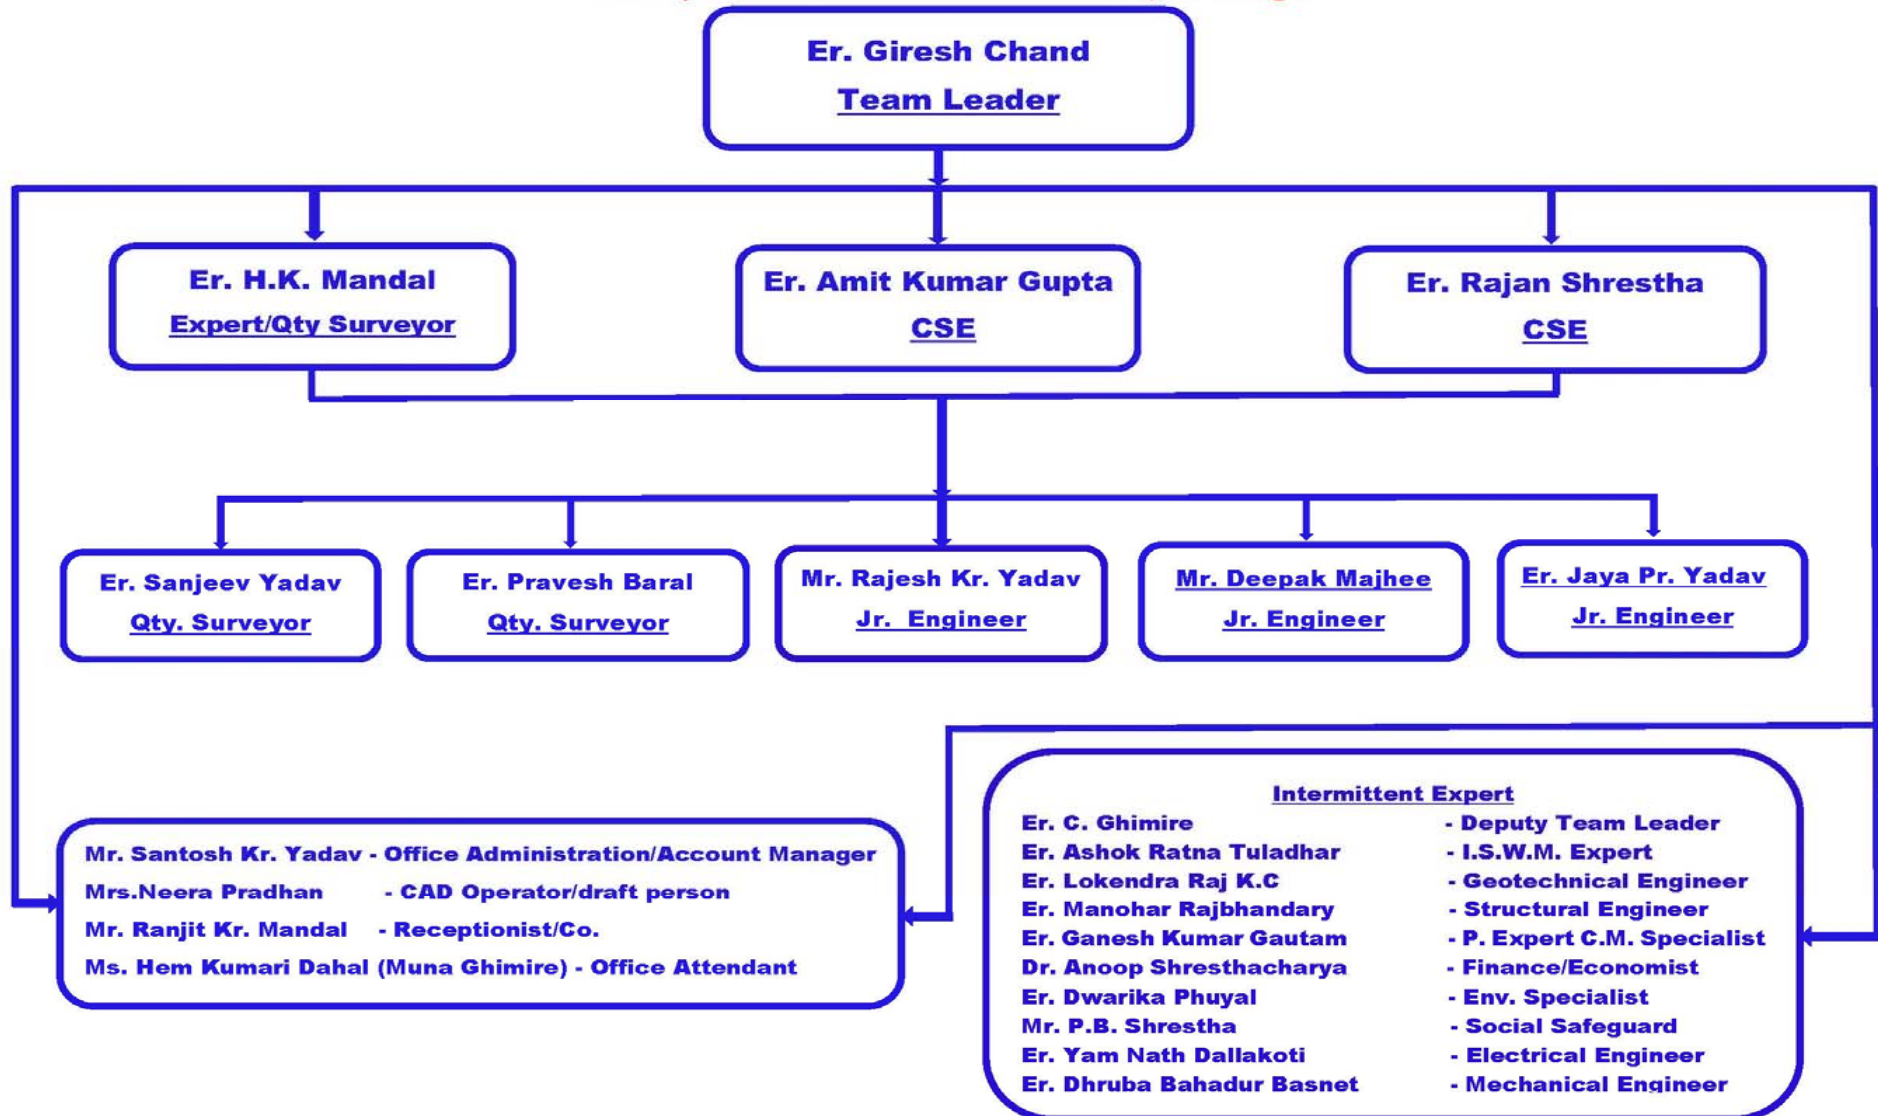 Er. Giresh Chand
Team Leader
Er. H.K. Mandal
Expert/Qty Surveyor
Er. Amit Kumar Gupta
CSE
Er. Rajan Shrestha
CSE
Er. Sanjeev Yadav
Qty. Surveyor
Er. Pravesh Baral
Qty. Surveyor
Mr. Rajesh Kr. Yadav
Jr. Engineer
Mr. Deepak Majhee
Jr. Engineer
Er. Jaya Pr. Yadav
Jr. Engineer
Mr. Santosh Kr. Yadav - Office Administration/Account Manager
Mrs.Neera Pradhan - CAD Operator/draft person
Mr. Ranjit Kr. Mandal - Receptionist/Co.
Ms. Hem Kumari Dahal (Muna Ghimire) - Office Attendant
Intermittent Expert
Er. C. Ghimire - Deputy Team Leader
Er. Ashok Ratna Tuladhar - I.S.W.M. Expert
Er. Lokendra Raj K.C - Geotechnical Engineer
Er. Manohar Rajbhandary - Structural Engineer
Er. Ganesh Kumar Gautam - P. Expert C.M. Specialist
Dr. Anoop Shresthacharya - Finance/Economist
Er. Dwarika Phuyal - Env. Specialist
Mr. P.B. Shrestha - Social Safeguard
Er. Yam Nath Dallakoti - Electrical Engineer
Er. Dhruba Bahadur Basnet - Mechanical Engineer